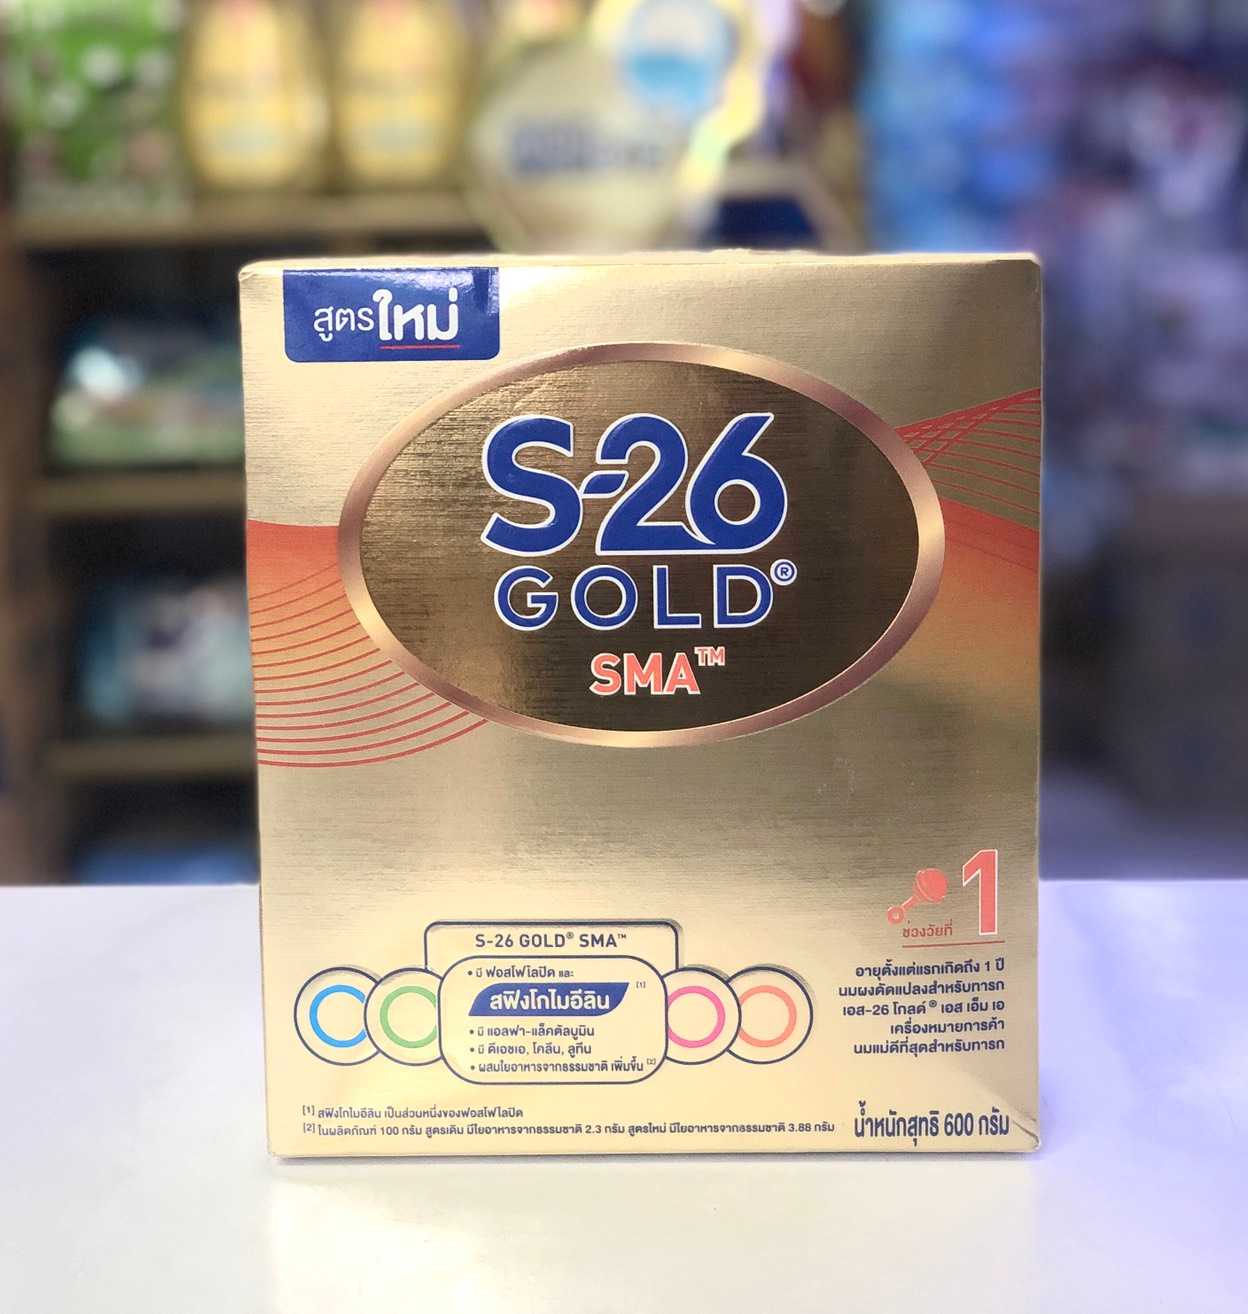 สูตรใหม่
S-26
GOLD®
SMA™
ช่วงวัยที่ 1
อายุตั้งแต่แรกเกิดถึง 1 ปี
นมผงดัดแปลงสำหรับทารก
เอส-26 โกลด์® เอส เอ็ม เอ
เครื่องหมายการค้า
นมแม่ดีที่สุดสำหรับทารก
S-26 GOLD® SMA™
• มี ฟอสโฟไลปิด และ
สฟิงโกไมอีลิน [1]
• มี แอลฟา-แล็คตัลบูมิน
• มี ดีเอชเอ, โคลีน, ลูทีน
• ผสมใยอาหารจากธรรมชาติ เพิ่มขึ้น [2]
[1] สฟิงโกไมอีลิน เป็นส่วนหนึ่งของฟอสโฟไลปิด
[2] ในผลิตภัณฑ์ 100 กรัม สูตรเดิม มีใยอาหารจากธรรมชาติ 2.3 กรัม สูตรใหม่ มีใยอาหารจากธรรมชาติ 3.88 กรัม
น้ำหนักสุทธิ 600 กรัม